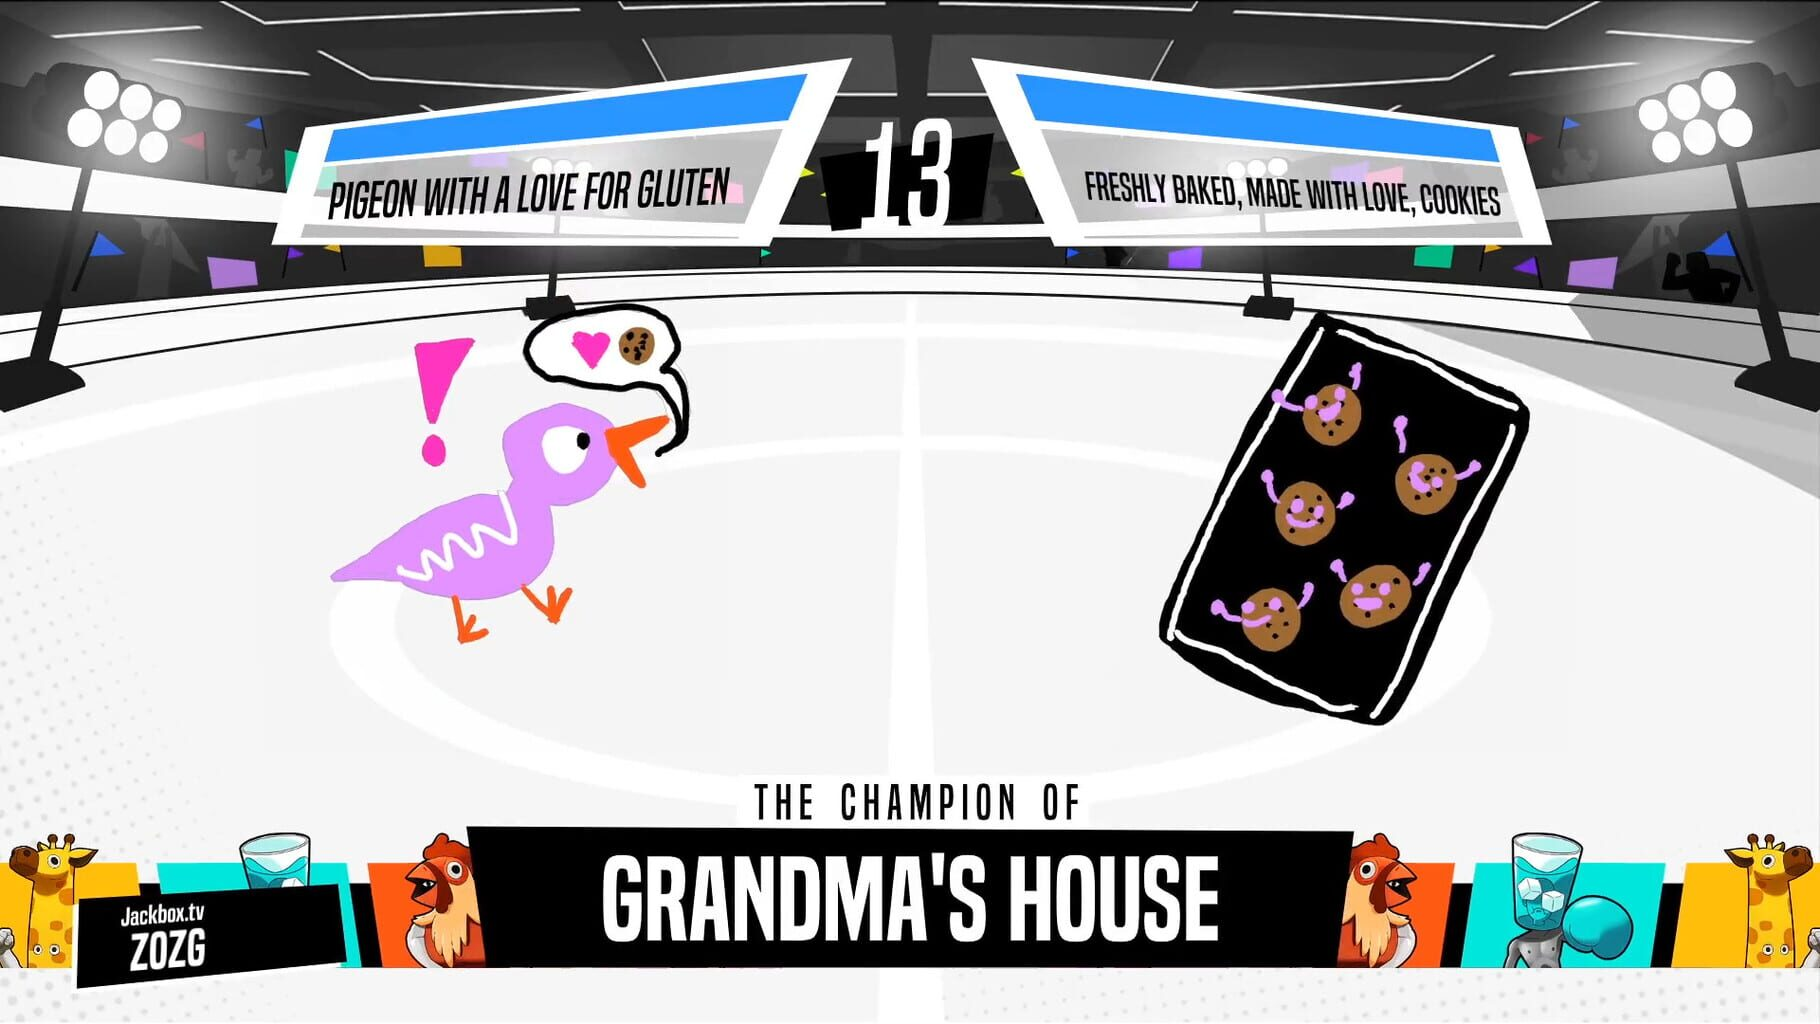 PIGEON WITH A LOVE FOR GLUTEN
13
FRESHLY BAKED, MADE WITH LOVE, COOKIES
THE CHAMPION OF
GRANDMA'S HOUSE
Jackbox.tv
ZOZG